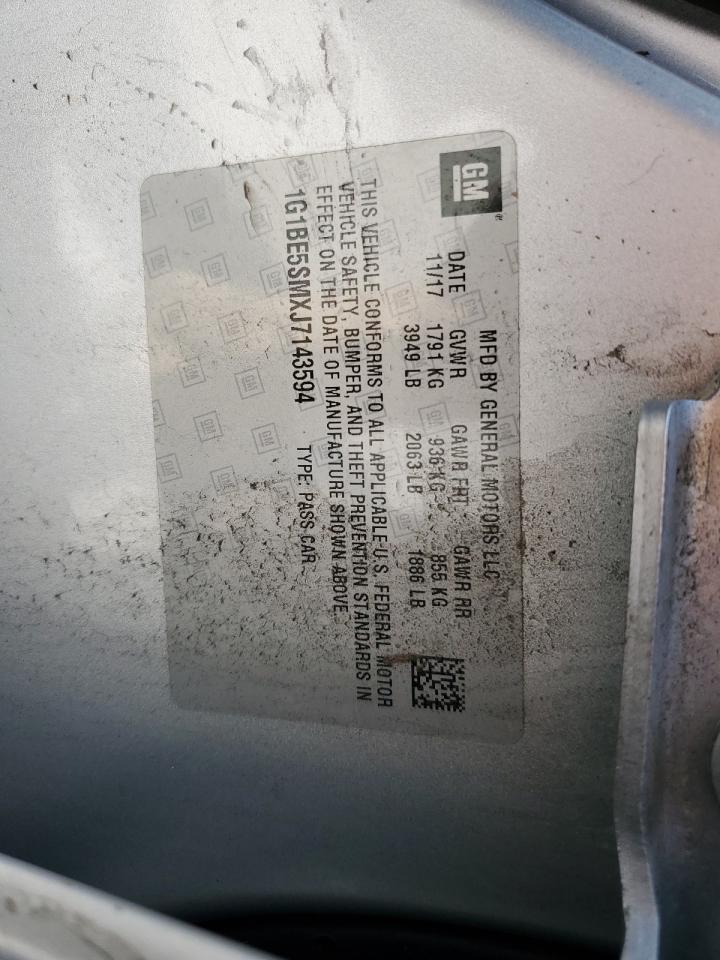 GM
MFD BY GENERAL MOTORS LLC
DATE GVWR GAWR FRT GAWR RR
11/17 1791 KG 936 KG 855 KG
3949 LB 2063 LB 1886 LB
THIS VEHICLE CONFORMS TO ALL APPLICABLE U.S. FEDERAL MOTOR
VEHICLE SAFETY, BUMPER, AND THEFT PREVENTION STANDARDS IN
EFFECT ON THE DATE OF MANUFACTURE SHOWN ABOVE.
1G1BE5SMXJ7143594 TYPE: PASS CAR